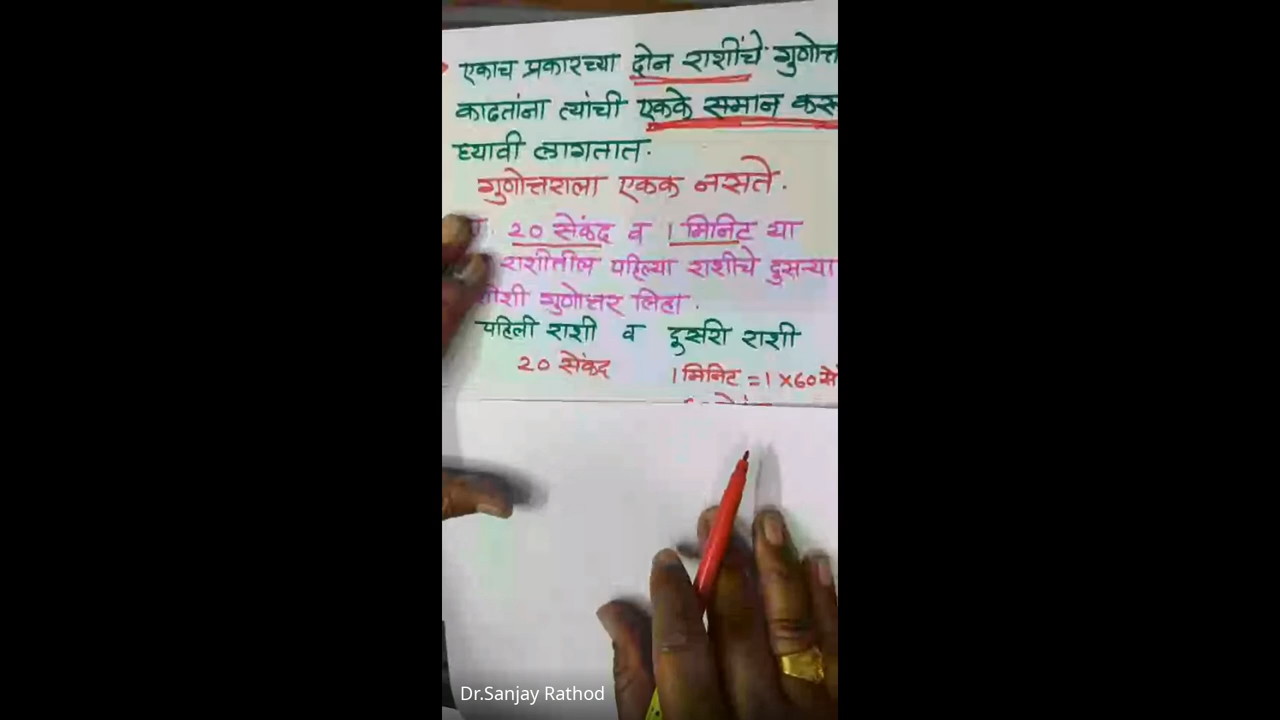 एकाच प्रकारच्या दोन राशींचे गुणोत्त
काढतांना त्यांची एकके समान करू
घ्यावी लागतात.
गुणोत्तराला एकक नसते.
20 सेकंद व 1 मिनिट या
राशींतील पहिल्या राशीचे दुसऱ्या
शीशी गुणोत्तर लिहा.
पहिली राशी व दुसरी राशी
20 सेकंद 1 मिनिट = 1 ×60 से
Dr.Sanjay Rathod